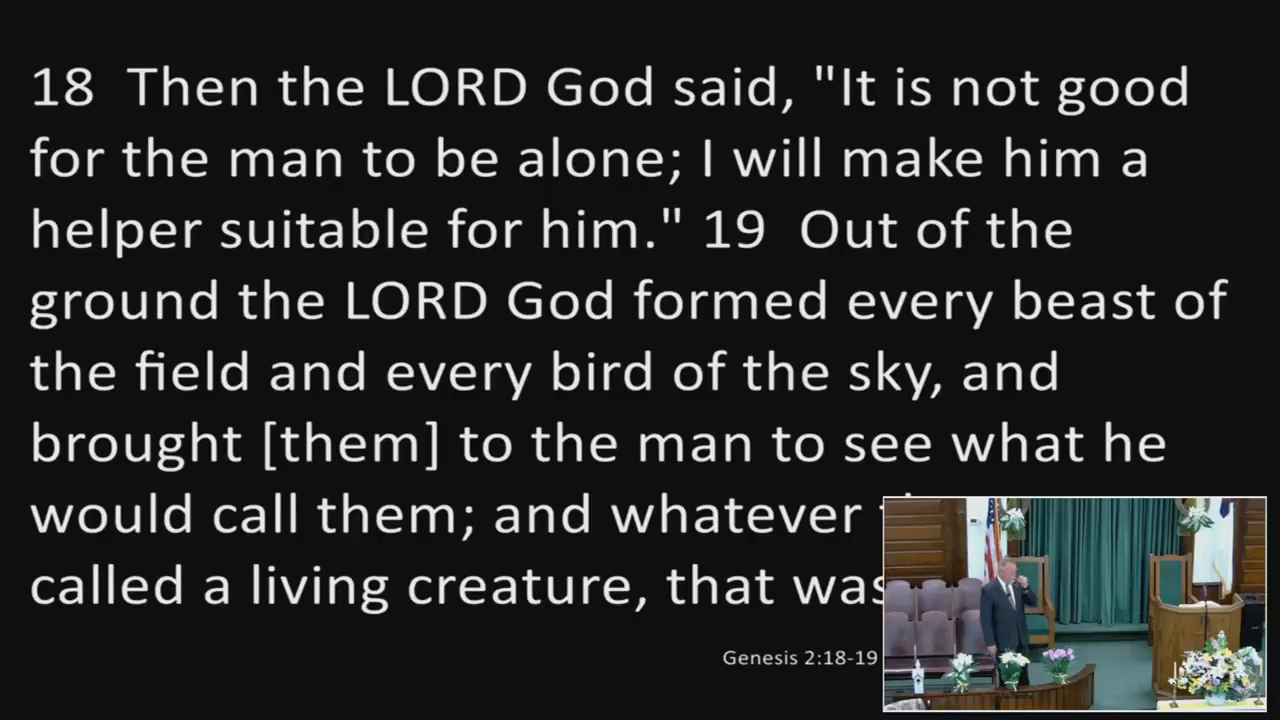 18 Then the LORD God said, "It is not good
for the man to be alone; I will make him a
helper suitable for him." 19 Out of the
ground the LORD God formed every beast of
the field and every bird of the sky, and
brought [them] to the man to see what he
would call them; and whatever
called a living creature, that was
Genesis 2:18-19